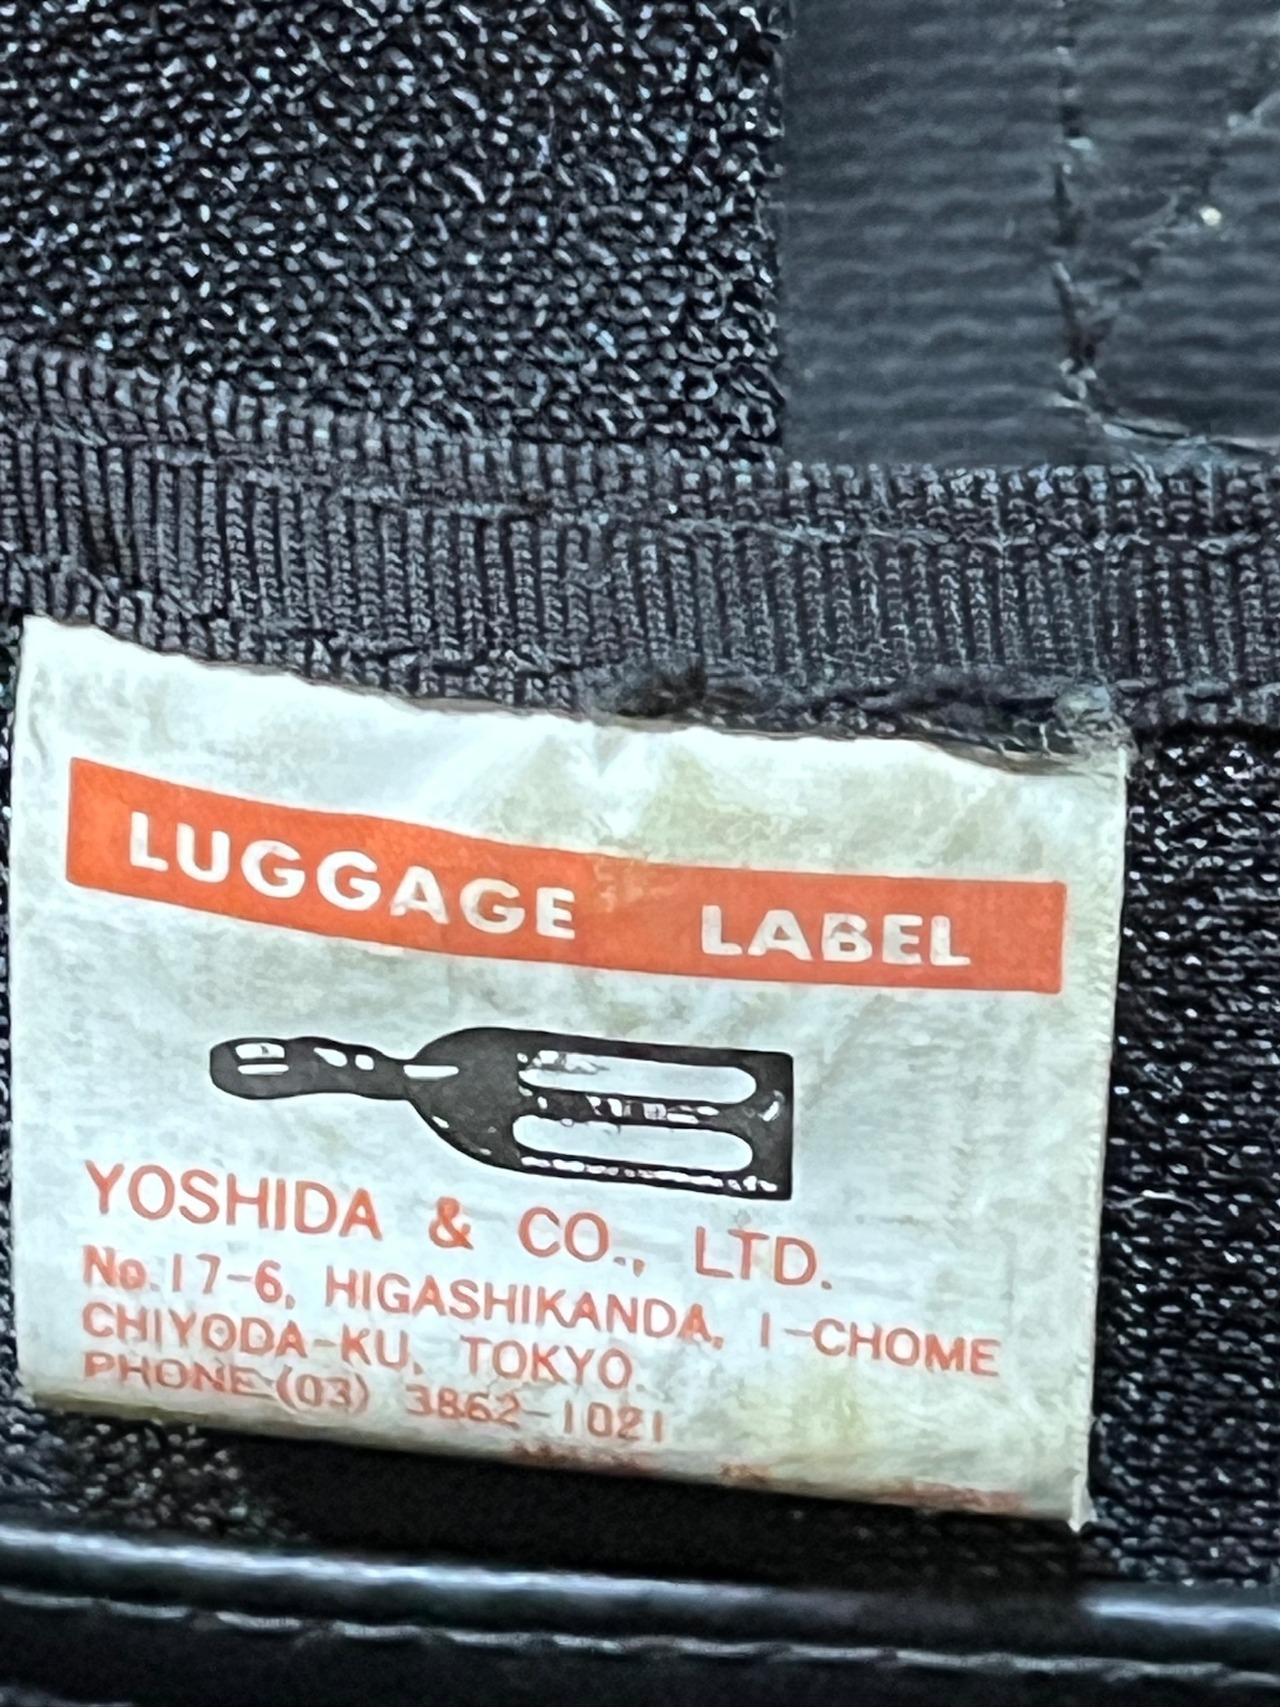 LUGGAGE LABEL
YOSHIDA & CO., LTD.
No.17-6, HIGASHIKANDA, 1-CHOME
CHIYODA-KU, TOKYO.
PHONE (03) 3862-1021